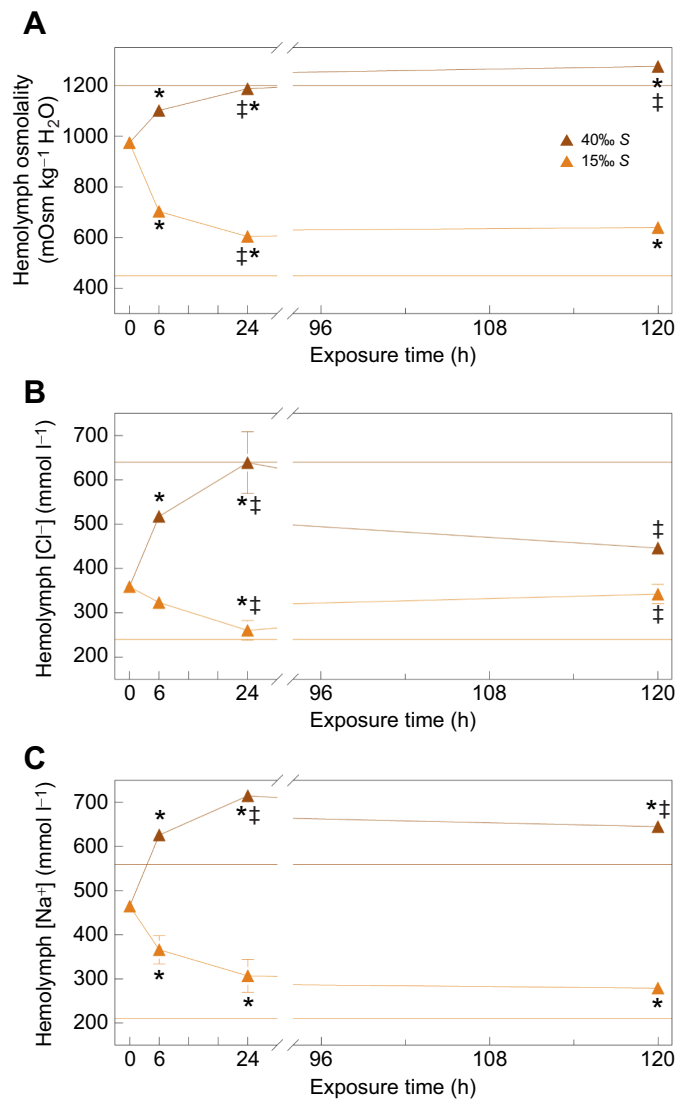 A
Hemolymph osmolality
(mOsm kg⁻¹ H₂O)
1200
1000
800
600
400
*
‡*
*
‡
*
‡*
*
40‰ S
15‰ S
0 6 24 96 108 120
Exposure time (h)
B
Hemolymph [Cl⁻] (mmol l⁻¹)
700
600
500
400
300
200
*
*‡
‡
*‡
‡
0 6 24 96 108 120
Exposure time (h)
C
Hemolymph [Na⁺] (mmol l⁻¹)
700
600
500
400
300
200
*
*‡
*‡
*
*
*
0 6 24 96 108 120
Exposure time (h)